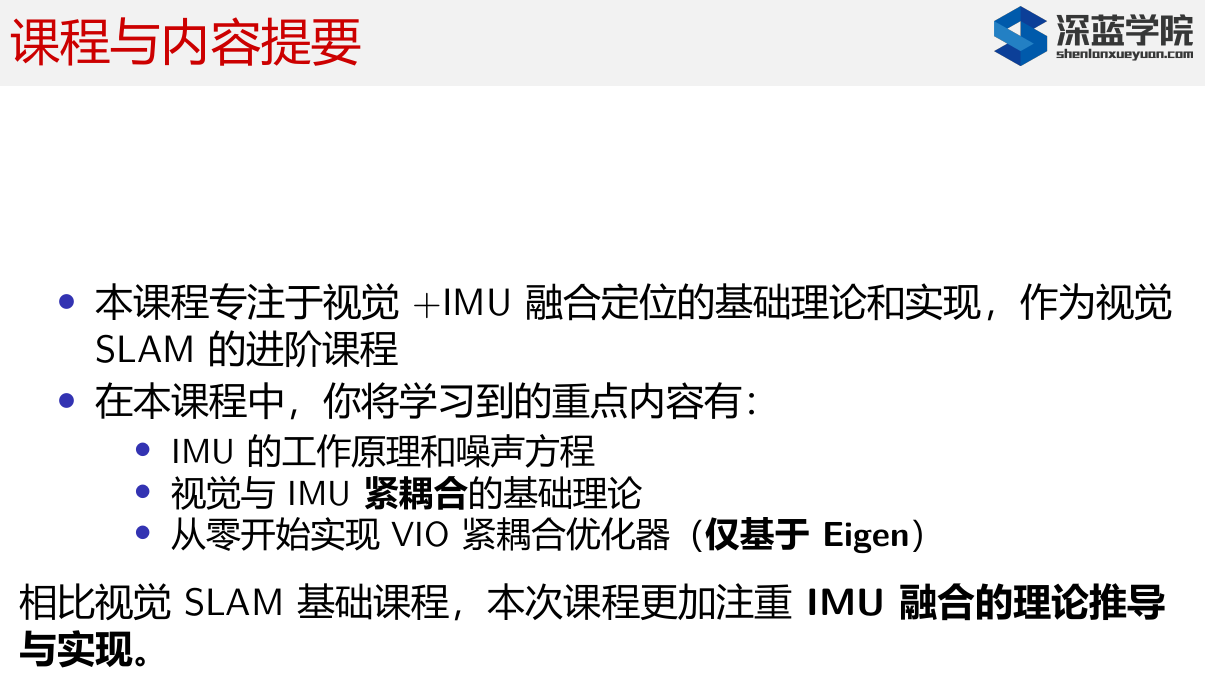 课程与内容提要
深蓝学院
shenlanxueyuan.com
本课程专注于视觉 +IMU 融合定位的基础理论和实现，作为视觉
SLAM 的进阶课程
在本课程中，你将学习到的重点内容有：
IMU 的工作原理和噪声方程
视觉与 IMU 紧耦合的基础理论
从零开始实现 VIO 紧耦合优化器（仅基于 Eigen）
相比视觉 SLAM 基础课程，本次课程更加注重 IMU 融合的理论推导
与实现。